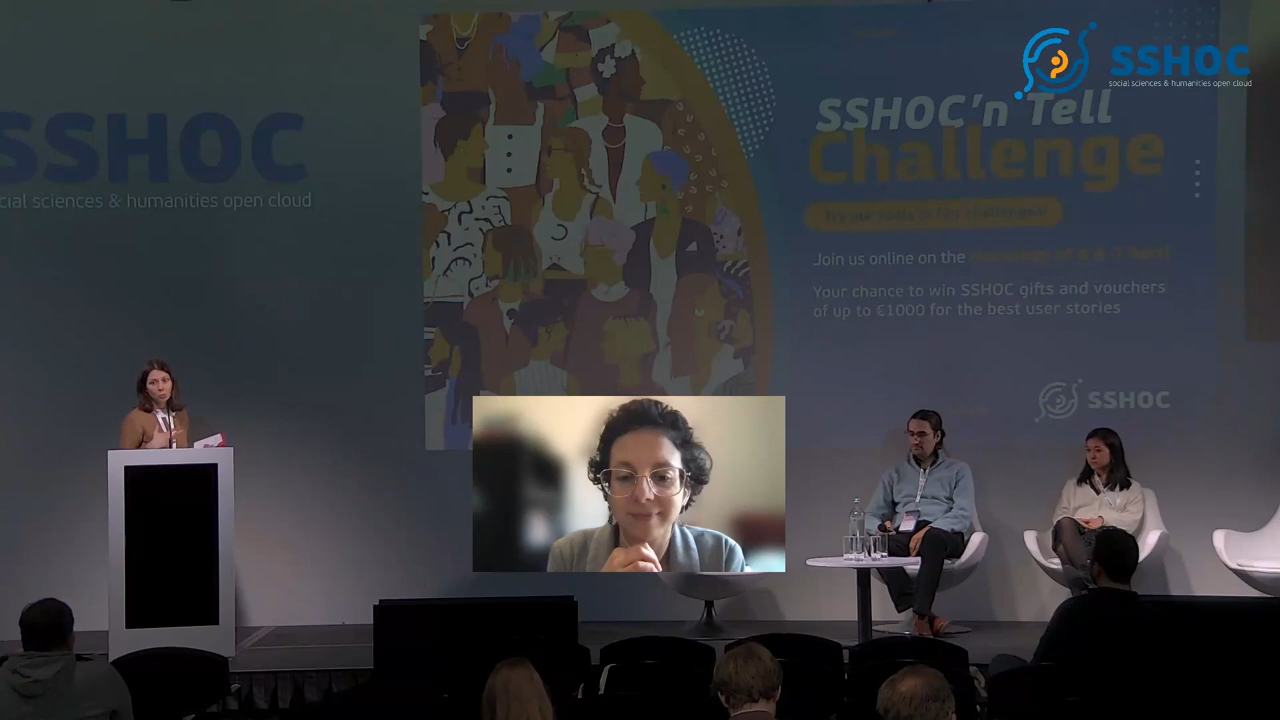 SSHOC
social sciences & humanities open cloud
SSHOC
cial sciences & humanities open cloud
SSHOC'n Tell
Challenge
Join us online on the
Your chance to win SSHOC gifts and vouchers
of up to €1000 for the best user stories
SSHOC